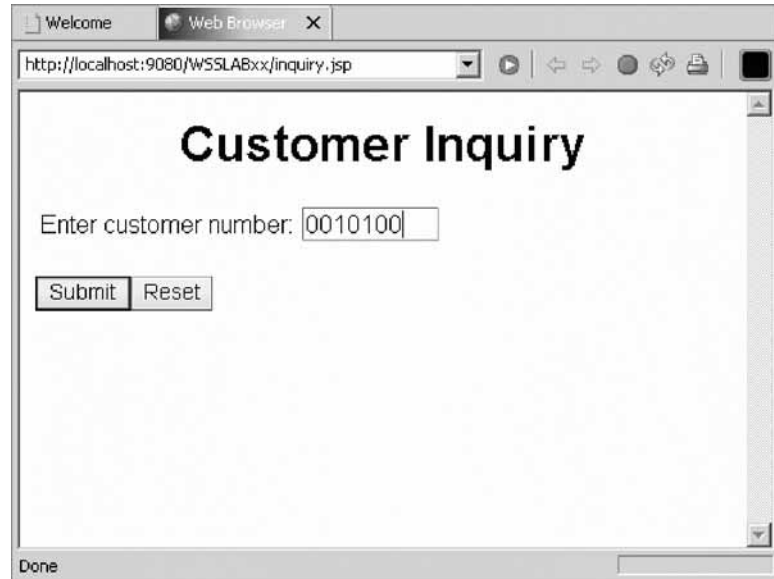 Welcome Web Browser
http://localhost:9080/WSSLABxx/inquiry.jsp
Customer Inquiry
Enter customer number: 0010100
Submit Reset
Done